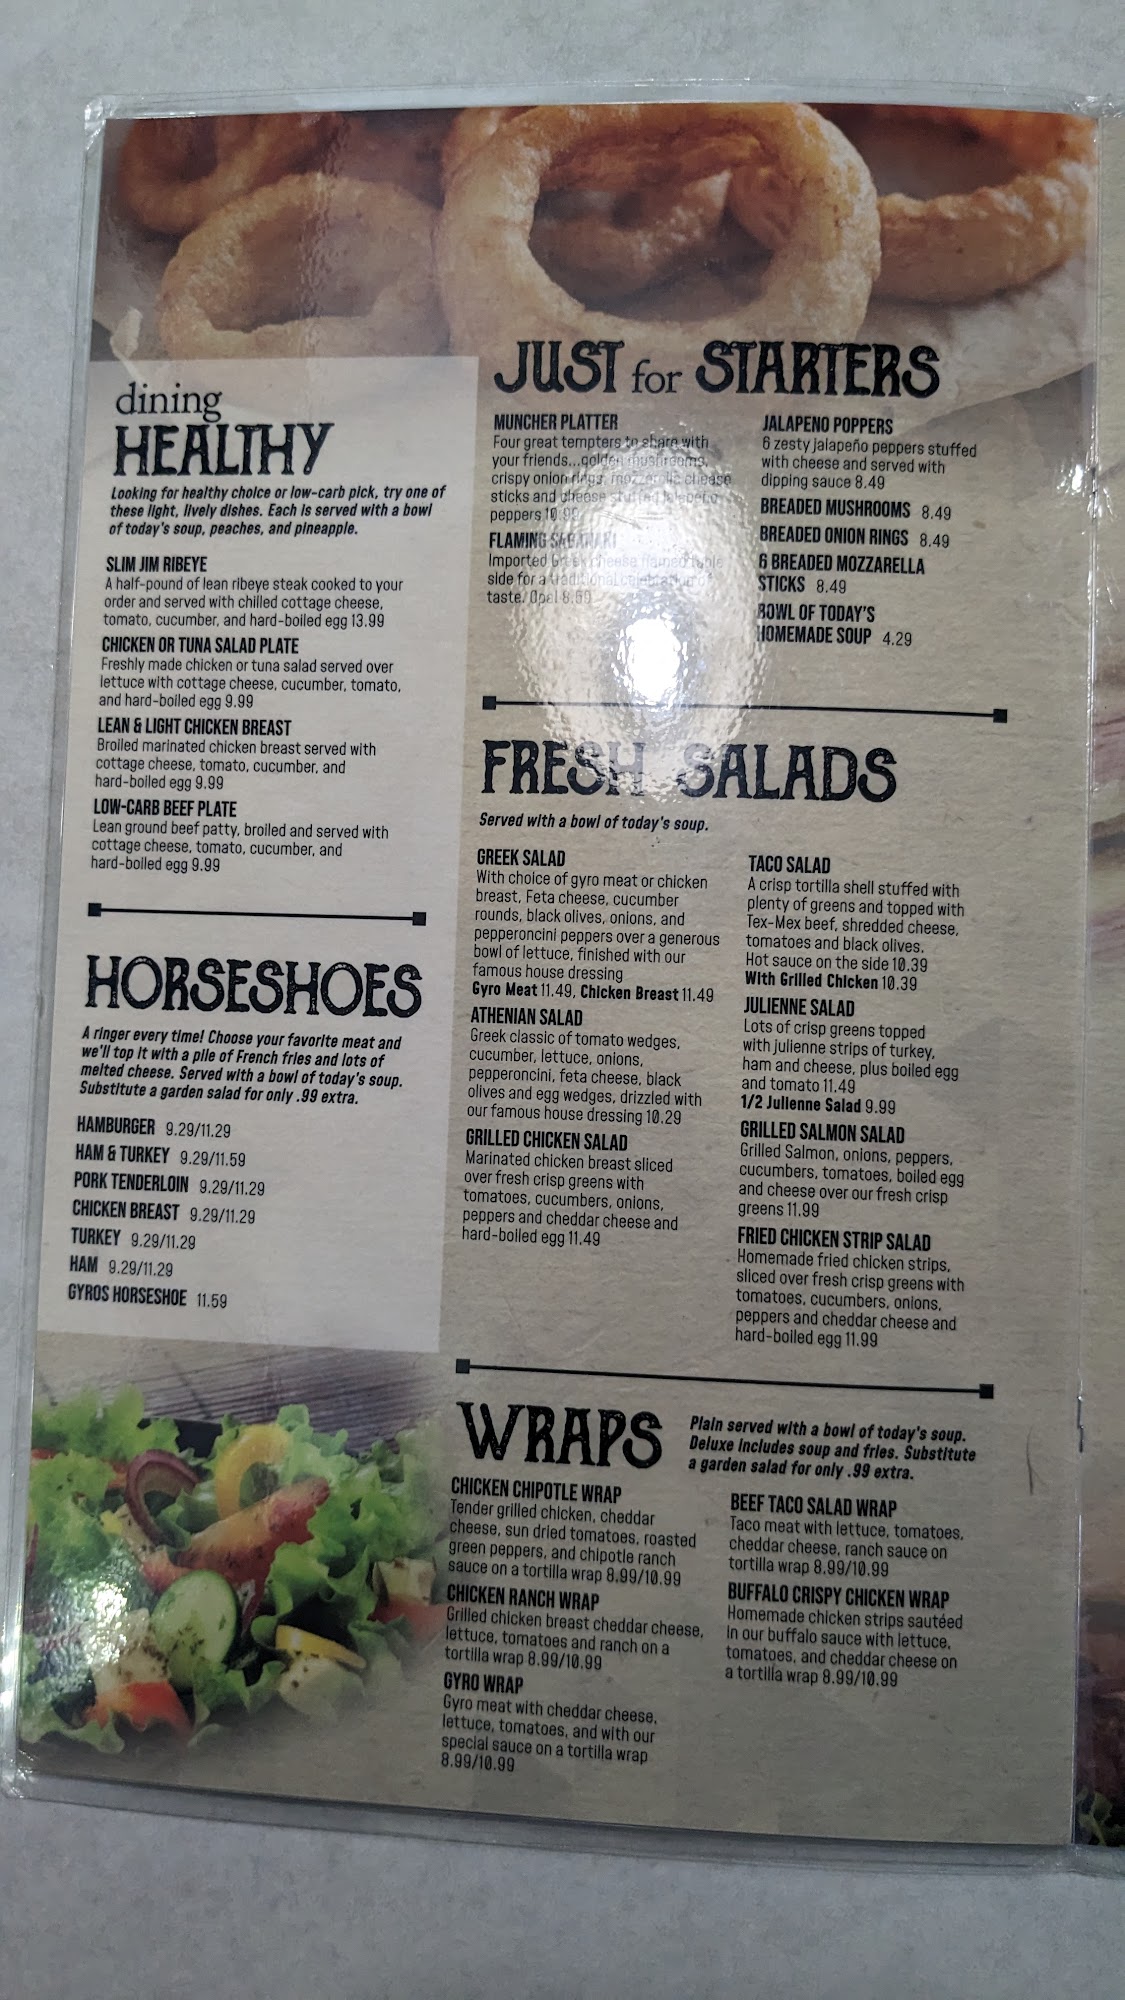 dining
HEALTHY
Looking for healthy choice or low-carb pick, try one of
these light, lively dishes. Each is served with a bowl
of today's soup, peaches, and pineapple.
SLIM JIM RIBEYE
A half-pound of lean ribeye steak cooked to your
order and served with chilled cottage cheese,
tomato, cucumber, and hard-boiled egg 13.99
CHICKEN OR TUNA SALAD PLATE
Freshly made chicken or tuna salad served over
lettuce with cottage cheese, cucumber, tomato,
and hard-boiled egg 9.99
LEAN & LIGHT CHICKEN BREAST
Broiled marinated chicken breast served with
cottage cheese, tomato, cucumber, and
hard-boiled egg 9.99
LOW-CARB BEEF PLATE
Lean ground beef patty, broiled and served with
cottage cheese, tomato, cucumber, and
hard-boiled egg 9.99
HORSESHOES
A ringer every time! Choose your favorite meat and
we'll top it with a pile of French fries and lots of
melted cheese. Served with a bowl of today's soup.
Substitute a garden salad for only .99 extra.
HAMBURGER 9.29/11.29
HAM & TURKEY 9.29/11.59
PORK TENDERLOIN 9.29/11.29
CHICKEN BREAST 9.29/11.29
TURKEY 9.29/11.29
HAM 9.29/11.29
GYROS HORSESHOE 11.59
JUST for STARTERS
MUNCHER PLATTER
Four great tempters to share with
your friends...golden mushrooms,
crispy onion rings, mozzarella cheese
sticks and cheese stuffed jalapeño
peppers 10.99
FLAMING SAGANAKI
Imported Greek cheese flamed table
side for a traditional celebration of
taste. Opa! 8.69
JALAPENO POPPERS
6 zesty jalapeño peppers stuffed
with cheese and served with
dipping sauce 8.49
BREADED MUSHROOMS 8.49
BREADED ONION RINGS 8.49
6 BREADED MOZZARELLA
STICKS 8.49
BOWL OF TODAY'S
HOMEMADE SOUP 4.29
FRESH SALADS
Served with a bowl of today's soup.
GREEK SALAD
With choice of gyro meat or chicken
breast, Feta cheese, cucumber
rounds, black olives, onions, and
pepperoncini peppers over a generous
bowl of lettuce, finished with our
famous house dressing
Gyro Meat 11.49, Chicken Breast 11.49
ATHENIAN SALAD
Greek classic of tomato wedges,
cucumber, lettuce, onions,
pepperoncini, feta cheese, black
olives and egg wedges, drizzled with
our famous house dressing 10.29
GRILLED CHICKEN SALAD
Marinated chicken breast sliced
over fresh crisp greens with
tomatoes, cucumbers, onions,
peppers and cheddar cheese and
hard-boiled egg 11.49
TACO SALAD
A crisp tortilla shell stuffed with
plenty of greens and topped with
Tex-Mex beef, shredded cheese,
tomatoes and black olives.
Hot sauce on the side 10.39
With Grilled Chicken 10.39
JULIENNE SALAD
Lots of crisp greens topped
with julienne strips of turkey,
ham and cheese, plus boiled egg
and tomato 11.49
1/2 Julienne Salad 9.99
GRILLED SALMON SALAD
Grilled Salmon, onions, peppers,
cucumbers, tomatoes, boiled egg
and cheese over our fresh crisp
greens 11.99
FRIED CHICKEN STRIP SALAD
Homemade fried chicken strips,
sliced over fresh crisp greens with
tomatoes, cucumbers, onions,
peppers and cheddar cheese and
hard-boiled egg 11.99
WRAPS
Plain served with a bowl of today's soup.
Deluxe includes soup and fries. Substitute
a garden salad for only .99 extra.
CHICKEN CHIPOTLE WRAP
Tender grilled chicken, cheddar
cheese, sun dried tomatoes, roasted
green peppers, and chipotle ranch
sauce on a tortilla wrap 8.99/10.99
CHICKEN RANCH WRAP
Grilled chicken breast cheddar cheese,
lettuce, tomatoes and ranch on a
tortilla wrap 8.99/10.99
GYRO WRAP
Gyro meat with cheddar cheese,
lettuce, tomatoes, and with our
special sauce on a tortilla wrap
8.99/10.99
BEEF TACO SALAD WRAP
Taco meat with lettuce, tomatoes,
cheddar cheese, ranch sauce on
tortilla wrap 8.99/10.99
BUFFALO CRISPY CHICKEN WRAP
Homemade chicken strips sautéed
in our buffalo sauce with lettuce,
tomatoes, and cheddar cheese on
a tortilla wrap 8.99/10.99